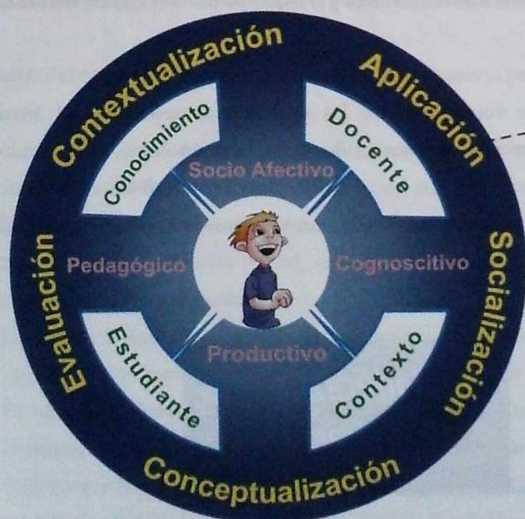 Contextualización
Aplicación
Conocimiento
Docente
Socio Afectivo
Pedagógico
Cognoscitivo
Evaluación
Socialización
Productivo
Estudiante
Contexto
Conceptualización